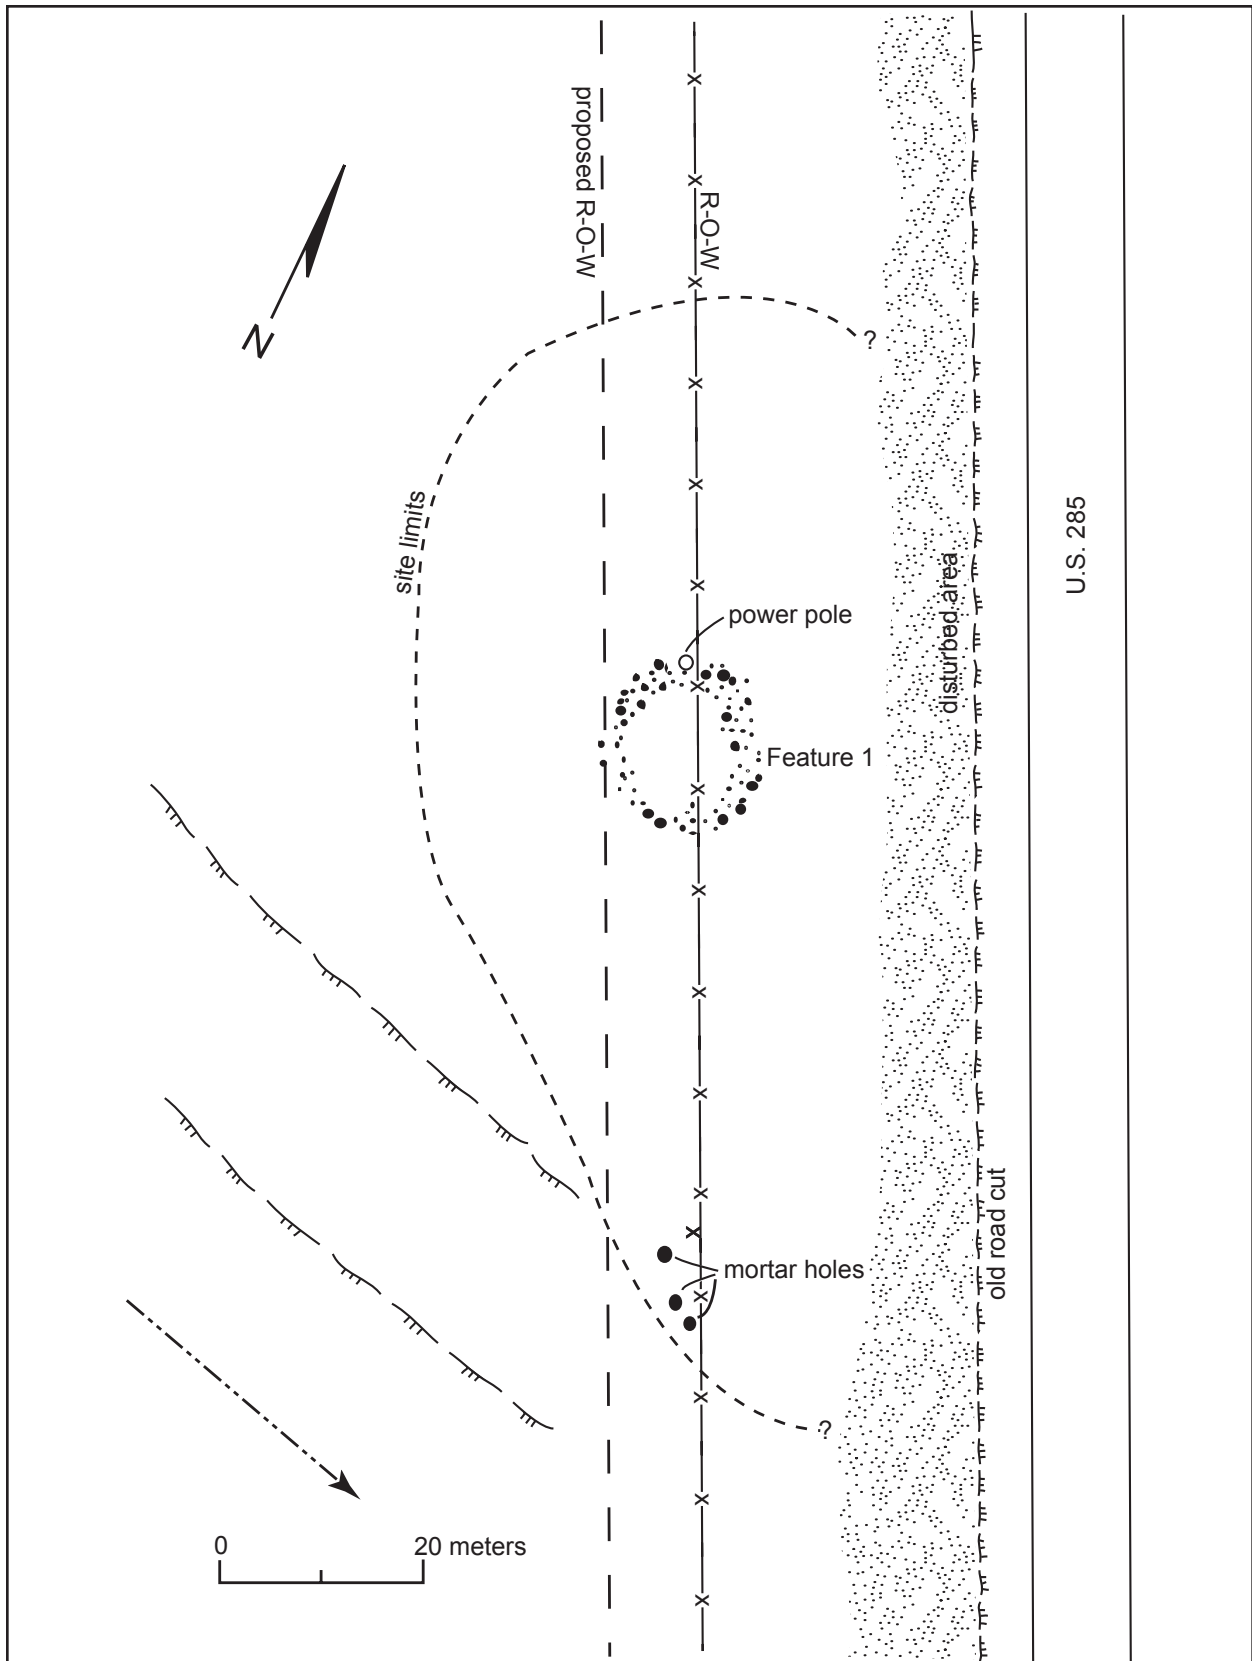 proposed R-O-W
R-O-W
N
?
site limits
U.S. 285
disturbed area
power pole
Feature 1
old road cut
mortar holes
?
0 20 meters